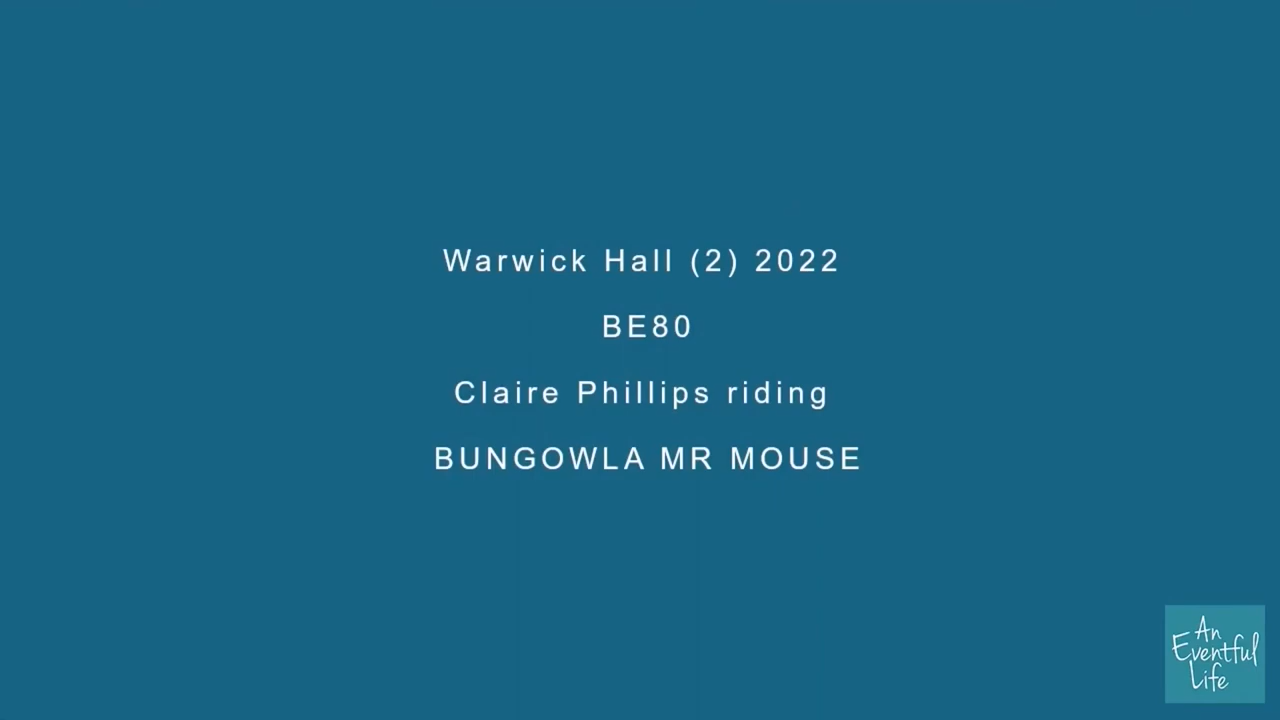 Warwick Hall (2) 2022
BE80
Claire Phillips riding
BUNGOWLA MR MOUSE
An
Eventful
Life